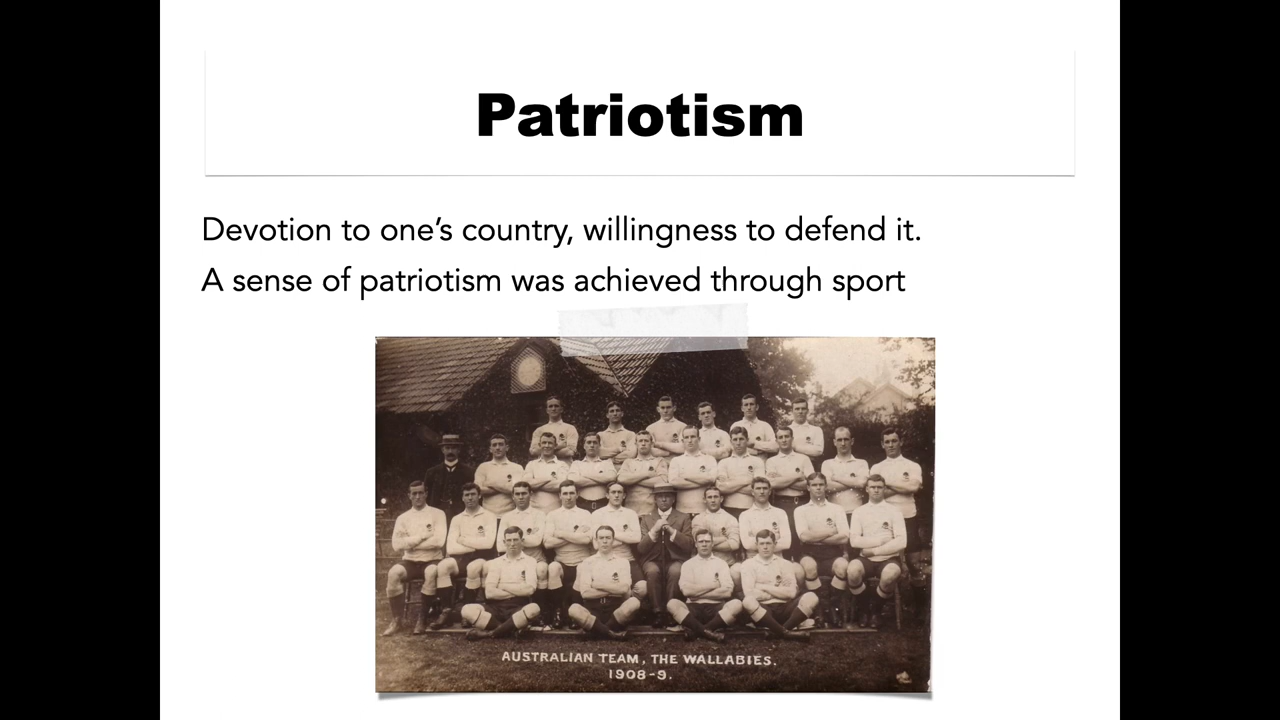 Patriotism
Devotion to one’s country, willingness to defend it.
A sense of patriotism was achieved through sport
AUSTRALIAN TEAM, THE WALLABIES.
1908-9.